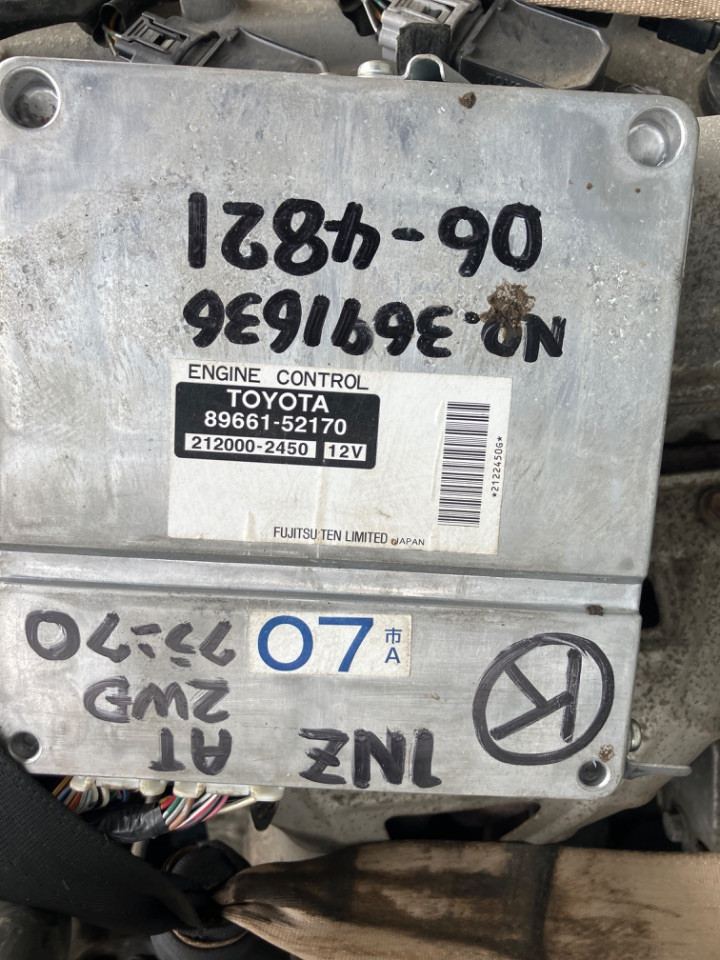 06-4821
NO.3691636
ENGINE CONTROL
TOYOTA
89661-52170
212000-2450 12V
*2122450G*
FUJITSU TEN LIMITED JAPAN
07 市A
K
1NZ
AT
2WD